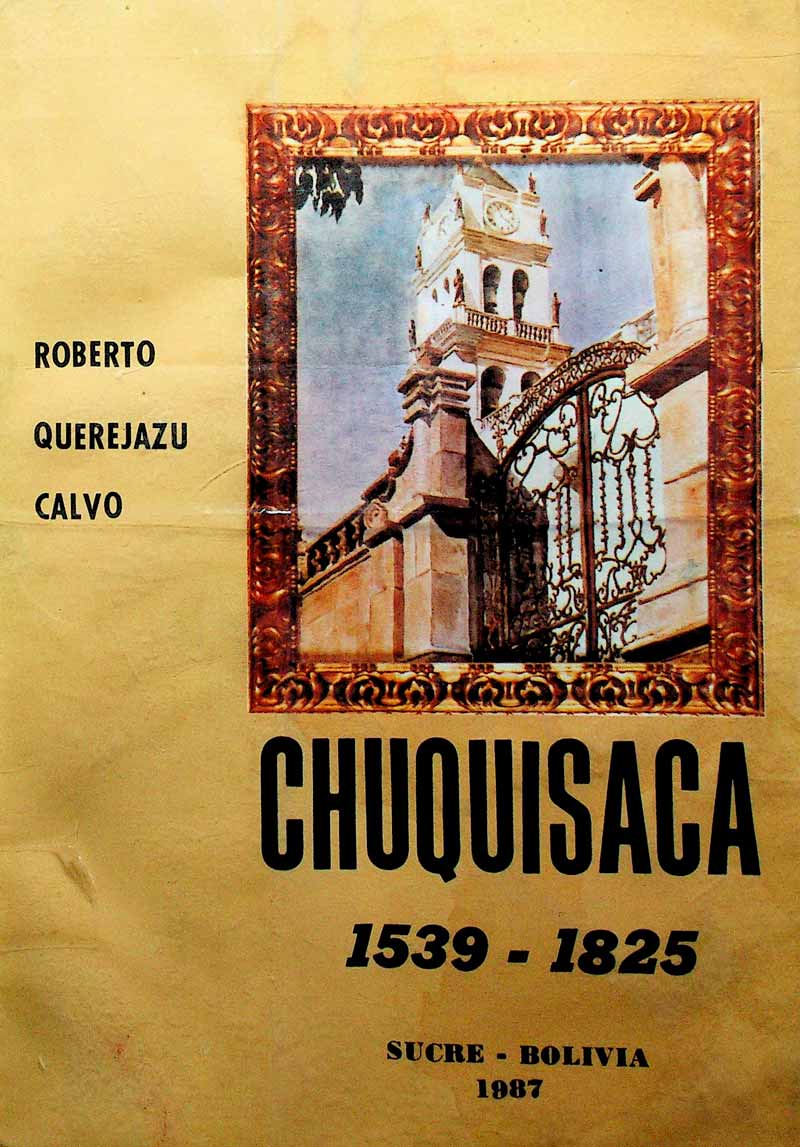 ROBERTO
QUEREJAZU
CALVO
CHUQUISACA
1539 - 1825
SUCRE - BOLIVIA
1987